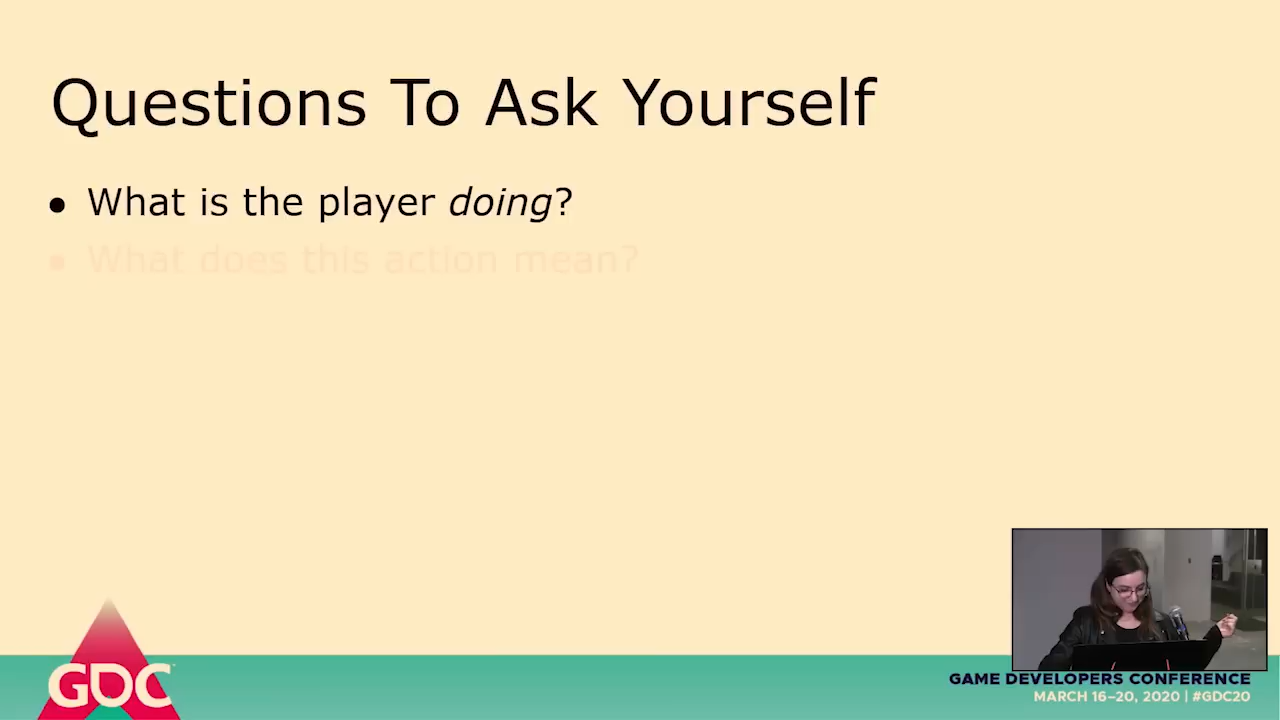 Questions To Ask Yourself
• What is the player doing?
• What does this action mean?
GDC
GAME DEVELOPERS CONFERENCE
MARCH 16–20, 2020 | #GDC20